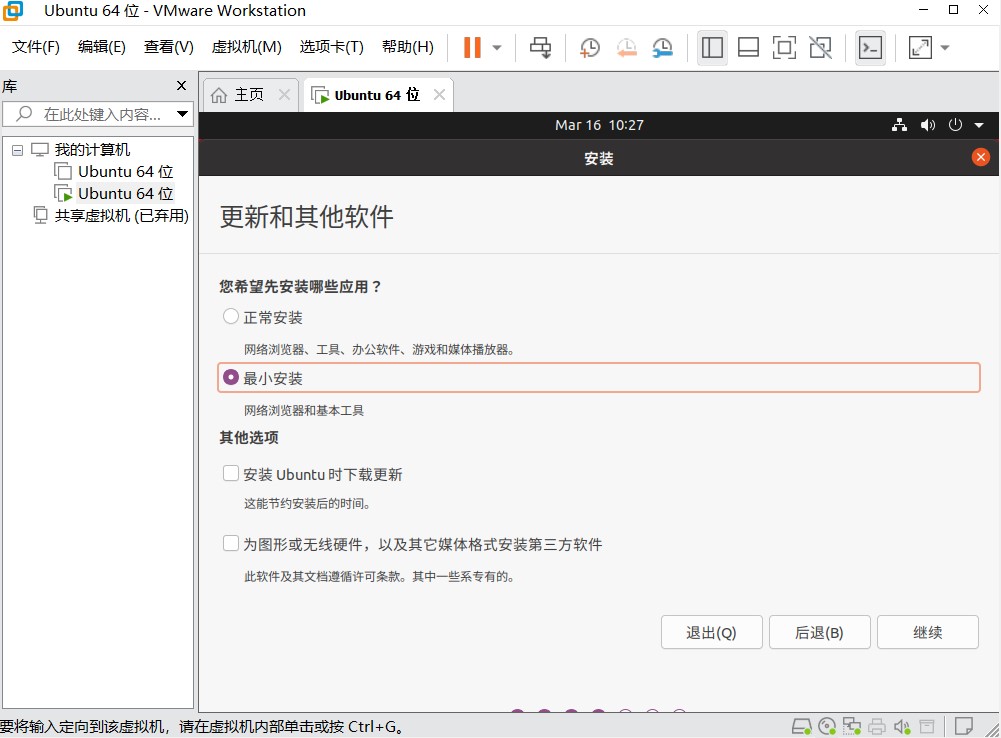 Ubuntu 64 位 - VMware Workstation
文件(F) 编辑(E) 查看(V) 虚拟机(M) 选项卡(T) 帮助(H)
库
在此处键入内容...
我的计算机
Ubuntu 64 位
Ubuntu 64 位
共享虚拟机 (已弃用)
主页
Ubuntu 64 位
Mar 16 10:27
安装
更新和其他软件
您希望先安装哪些应用？
正常安装
网络浏览器、工具、办公软件、游戏和媒体播放器。
最小安装
网络浏览器和基本工具
其他选项
安装 Ubuntu 时下载更新
这能节约安装后的时间。
为图形或无线硬件，以及其它媒体格式安装第三方软件
此软件及其文档遵循许可条款。其中一些系专有的。
退出(Q) 后退(B) 继续
要将输入定向到该虚拟机，请在虚拟机内部单击或按 Ctrl+G。